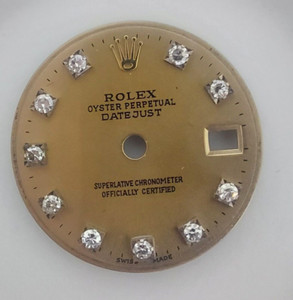 ROLEX
OYSTER PERPETUAL
DATEJUST
SUPERLATIVE CHRONOMETER
OFFICIALLY CERTIFIED
SWISS MADE